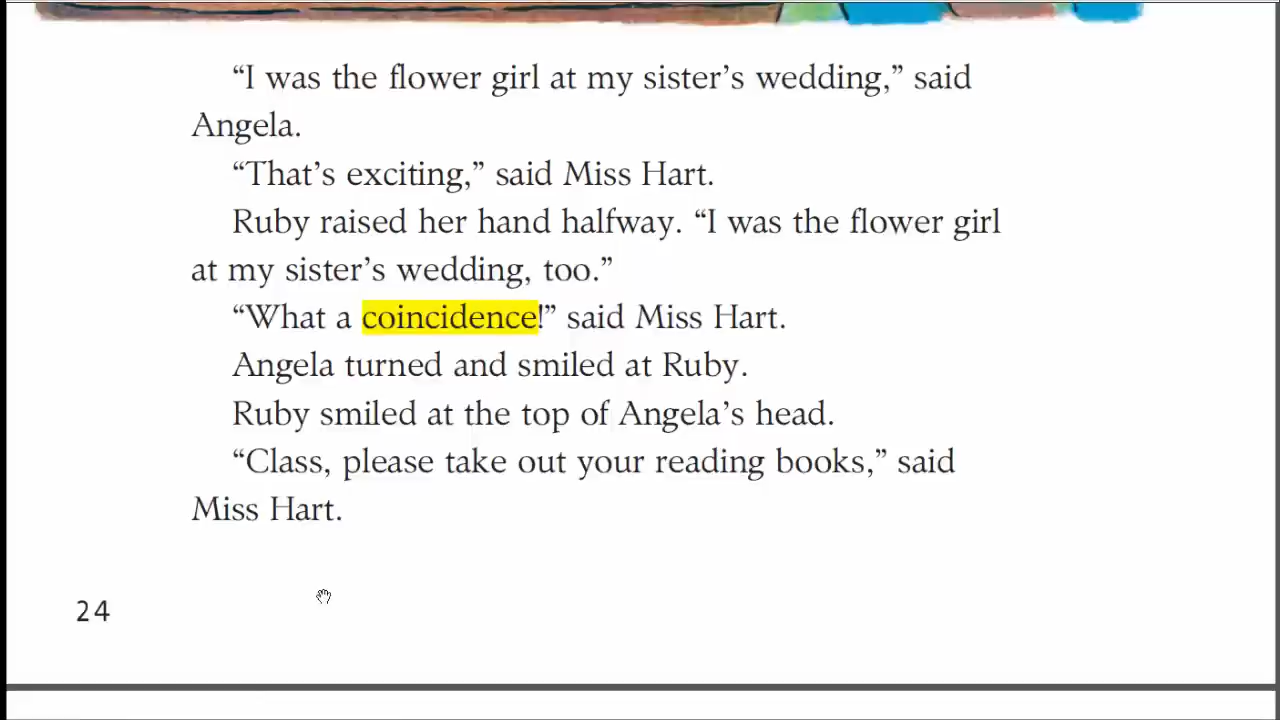 “I was the flower girl at my sister’s wedding,” said
Angela.
“That’s exciting,” said Miss Hart.
Ruby raised her hand halfway. “I was the flower girl
at my sister’s wedding, too.”
“What a coincidence!” said Miss Hart.
Angela turned and smiled at Ruby.
Ruby smiled at the top of Angela’s head.
“Class, please take out your reading books,” said
Miss Hart.
24